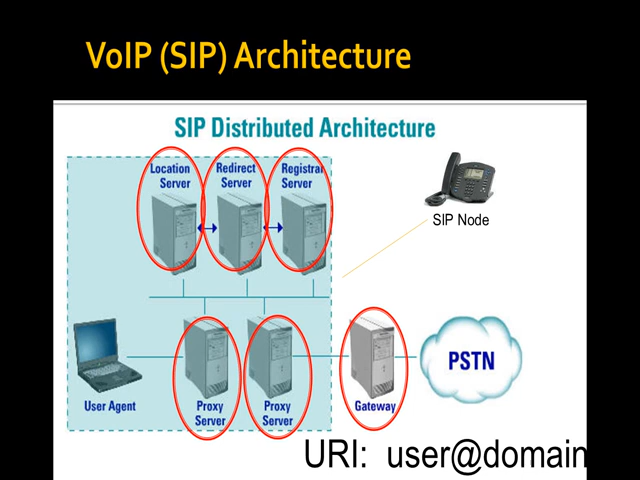 VoIP (SIP) Architecture
SIP Distributed Architecture
Location
Server
Redirect
Server
Registrar
Server
SIP Node
User Agent
Proxy
Server
Proxy
Server
Gateway
PSTN
URI: user@domain